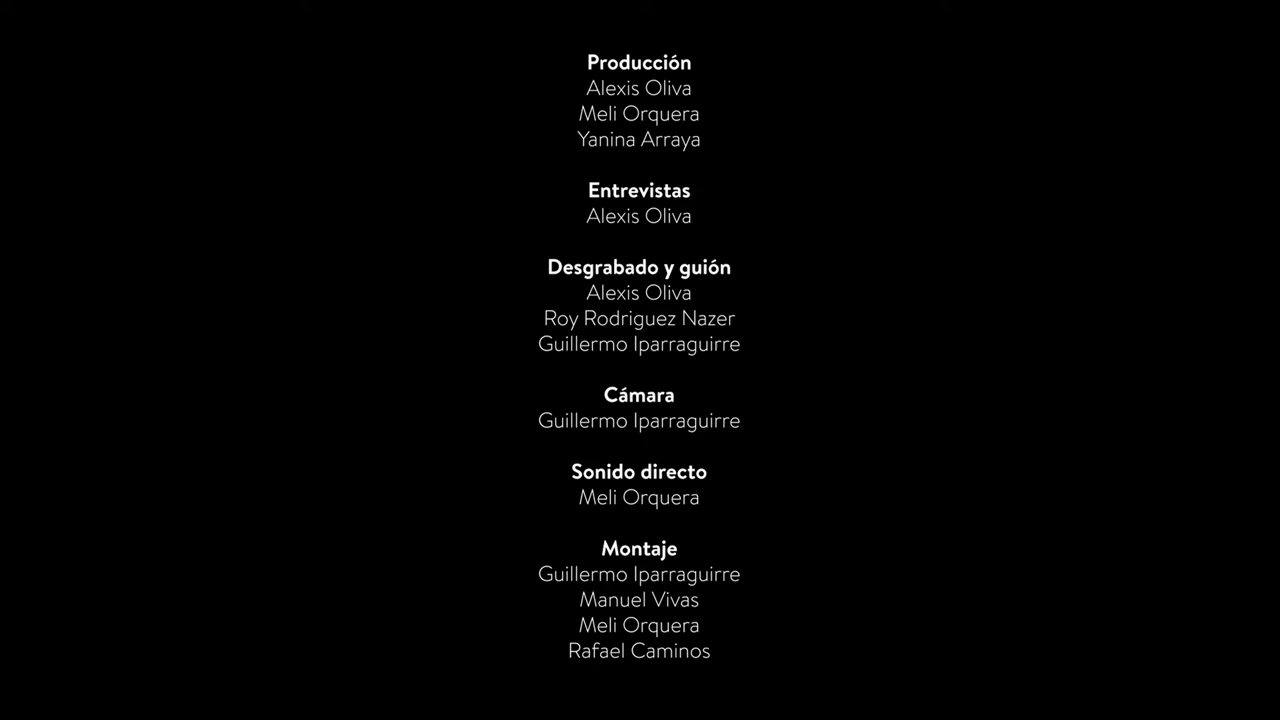 Producción
Alexis Oliva
Meli Orquera
Yanina Arraya
Entrevistas
Alexis Oliva
Desgrabado y guión
Alexis Oliva
Roy Rodriguez Nazer
Guillermo Iparraguirre
Cámara
Guillermo Iparraguirre
Sonido directo
Meli Orquera
Montaje
Guillermo Iparraguirre
Manuel Vivas
Meli Orquera
Rafael Caminos